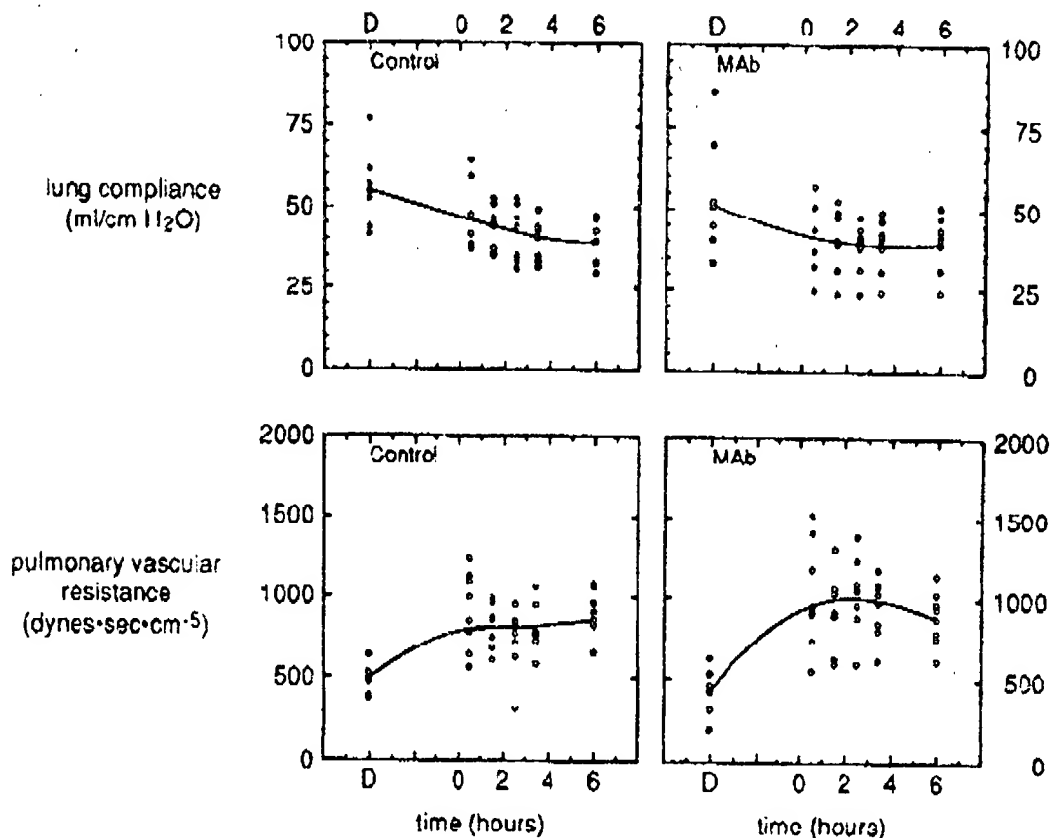 D 0 2 4 6 D 0 2 4 6
100 Control MAb 100
75 75
lung compliance
(ml/cm H₂O)
50 50
25 25
0 0
2000 Control MAb 2000
1500 1500
pulmonary vascular
resistance
(dynes•sec•cm⁻⁵)
1000 1000
500 500
0 0
D 0 2 4 6 D 0 2 4 6
time (hours) time (hours)